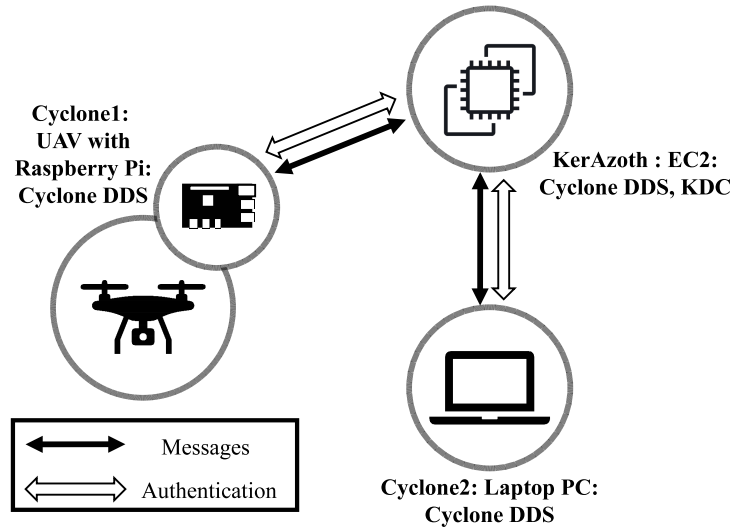 Cyclone1:
UAV with
Raspberry Pi:
Cyclone DDS
KerAzoth : EC2:
Cyclone DDS, KDC
Messages
Authentication
Cyclone2: Laptop PC:
Cyclone DDS